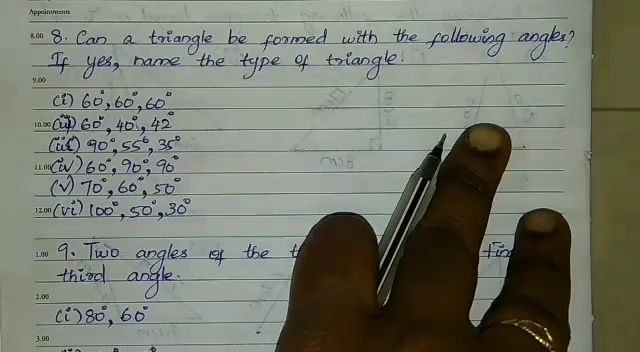 Appointments
8.00 8. Can a triangle be formed with the following angles?
If yes, name the type of triangle.
9.00
(i) 60°, 60°, 60°
10.00 (ii) 60°, 40°, 42°
(iii) 90°, 55°, 35°
11.00 (iv) 60°, 90°, 90°
(v) 70°, 60°, 50°
12.00 (vi) 100°, 50°, 30°
1.00 9. Two angles of the
third angle.
2.00
(i) 80°, 60°
3.00